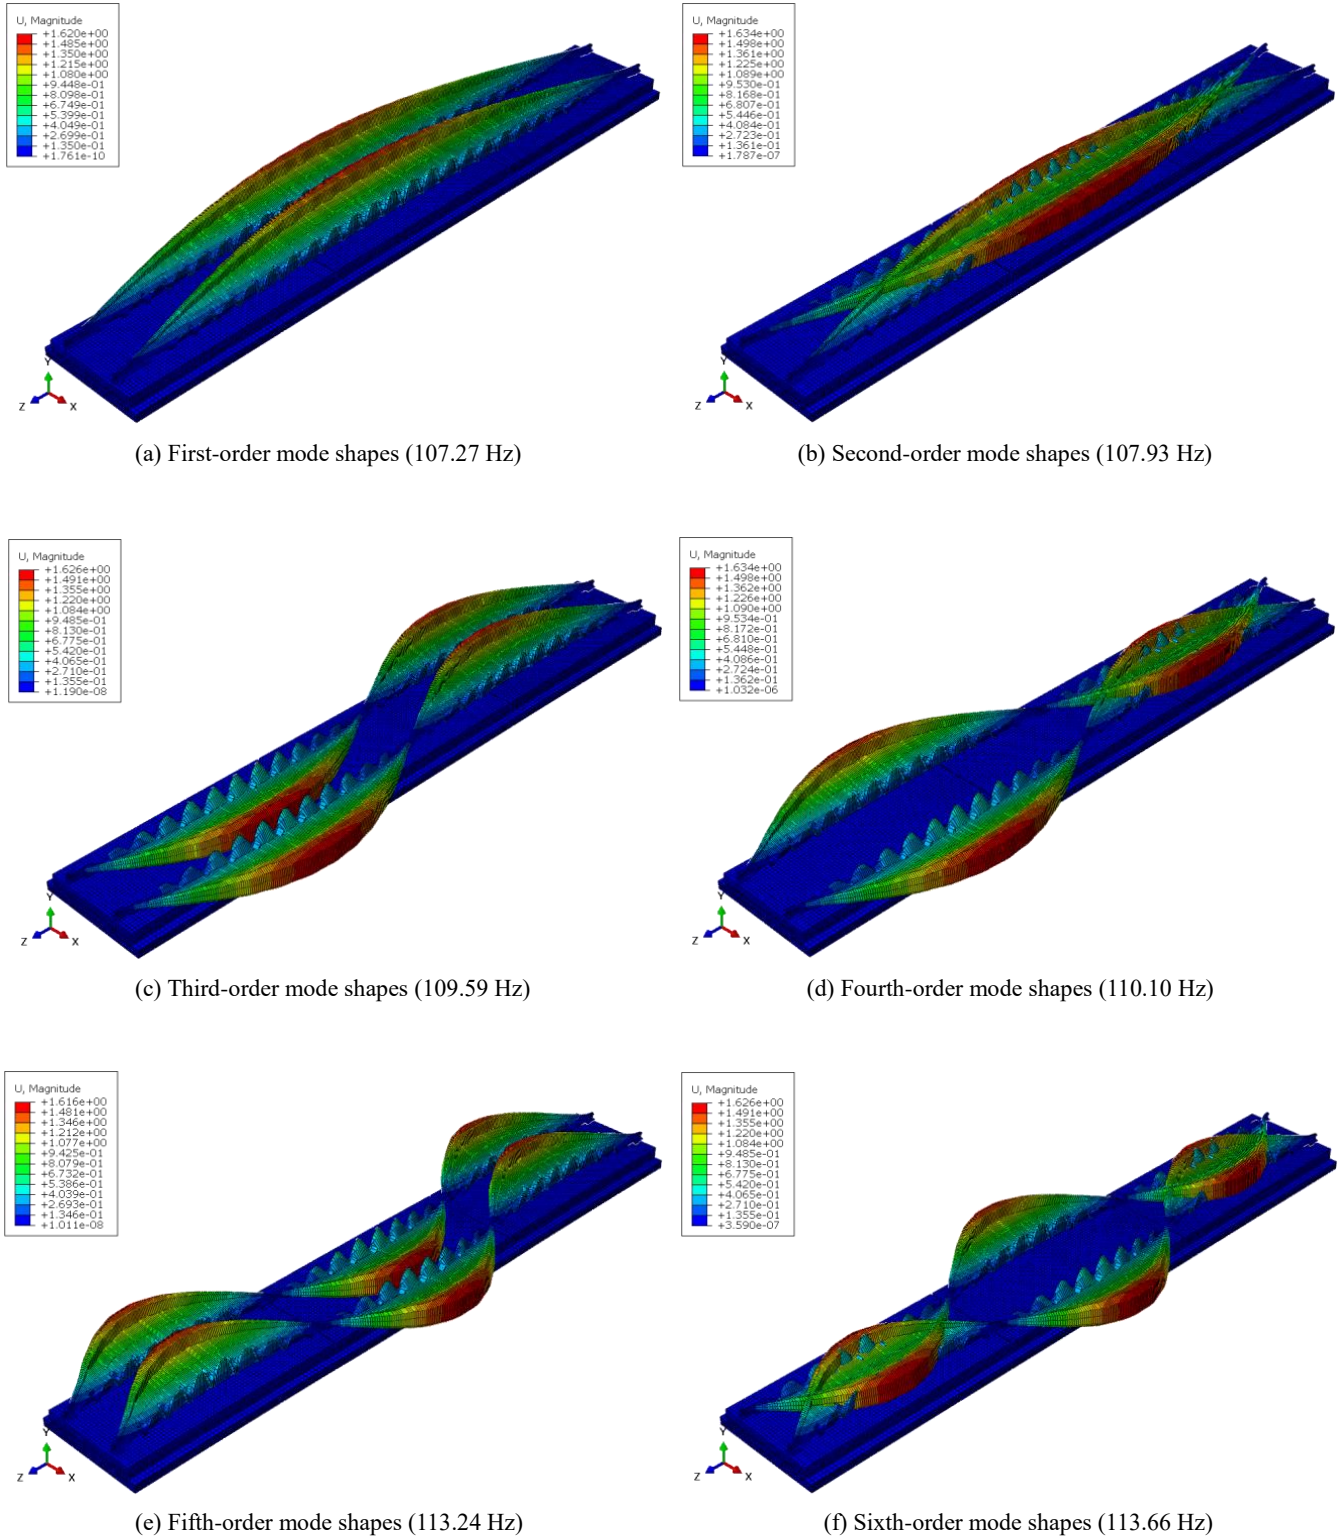 U, Magnitude
+1.620e+00
+1.485e+00
+1.350e+00
+1.215e+00
+1.080e+00
+9.448e-01
+8.098e-01
+6.749e-01
+5.399e-01
+4.049e-01
+2.699e-01
+1.350e-01
+1.761e-10
Y
Z
X
(a) First-order mode shapes (107.27 Hz)
U, Magnitude
+1.634e+00
+1.498e+00
+1.361e+00
+1.225e+00
+1.089e+00
+9.530e-01
+8.168e-01
+6.807e-01
+5.446e-01
+4.084e-01
+2.723e-01
+1.361e-01
+1.787e-07
Y
Z
X
(b) Second-order mode shapes (107.93 Hz)
U, Magnitude
+1.626e+00
+1.491e+00
+1.355e+00
+1.220e+00
+1.084e+00
+9.485e-01
+8.130e-01
+6.775e-01
+5.420e-01
+4.065e-01
+2.710e-01
+1.355e-01
+1.190e-08
Y
Z
X
(c) Third-order mode shapes (109.59 Hz)
U, Magnitude
+1.634e+00
+1.498e+00
+1.362e+00
+1.226e+00
+1.090e+00
+9.534e-01
+8.172e-01
+6.810e-01
+5.448e-01
+4.086e-01
+2.724e-01
+1.362e-01
+1.032e-06
Y
Z
X
(d) Fourth-order mode shapes (110.10 Hz)
U, Magnitude
+1.616e+00
+1.481e+00
+1.346e+00
+1.212e+00
+1.077e+00
+9.425e-01
+8.079e-01
+6.732e-01
+5.386e-01
+4.039e-01
+2.693e-01
+1.346e-01
+1.011e-08
Y
Z
X
(e) Fifth-order mode shapes (113.24 Hz)
U, Magnitude
+1.626e+00
+1.491e+00
+1.355e+00
+1.220e+00
+1.084e+00
+9.485e-01
+8.130e-01
+6.775e-01
+5.420e-01
+4.065e-01
+2.710e-01
+1.355e-01
+3.590e-07
Y
Z
X
(f) Sixth-order mode shapes (113.66 Hz)